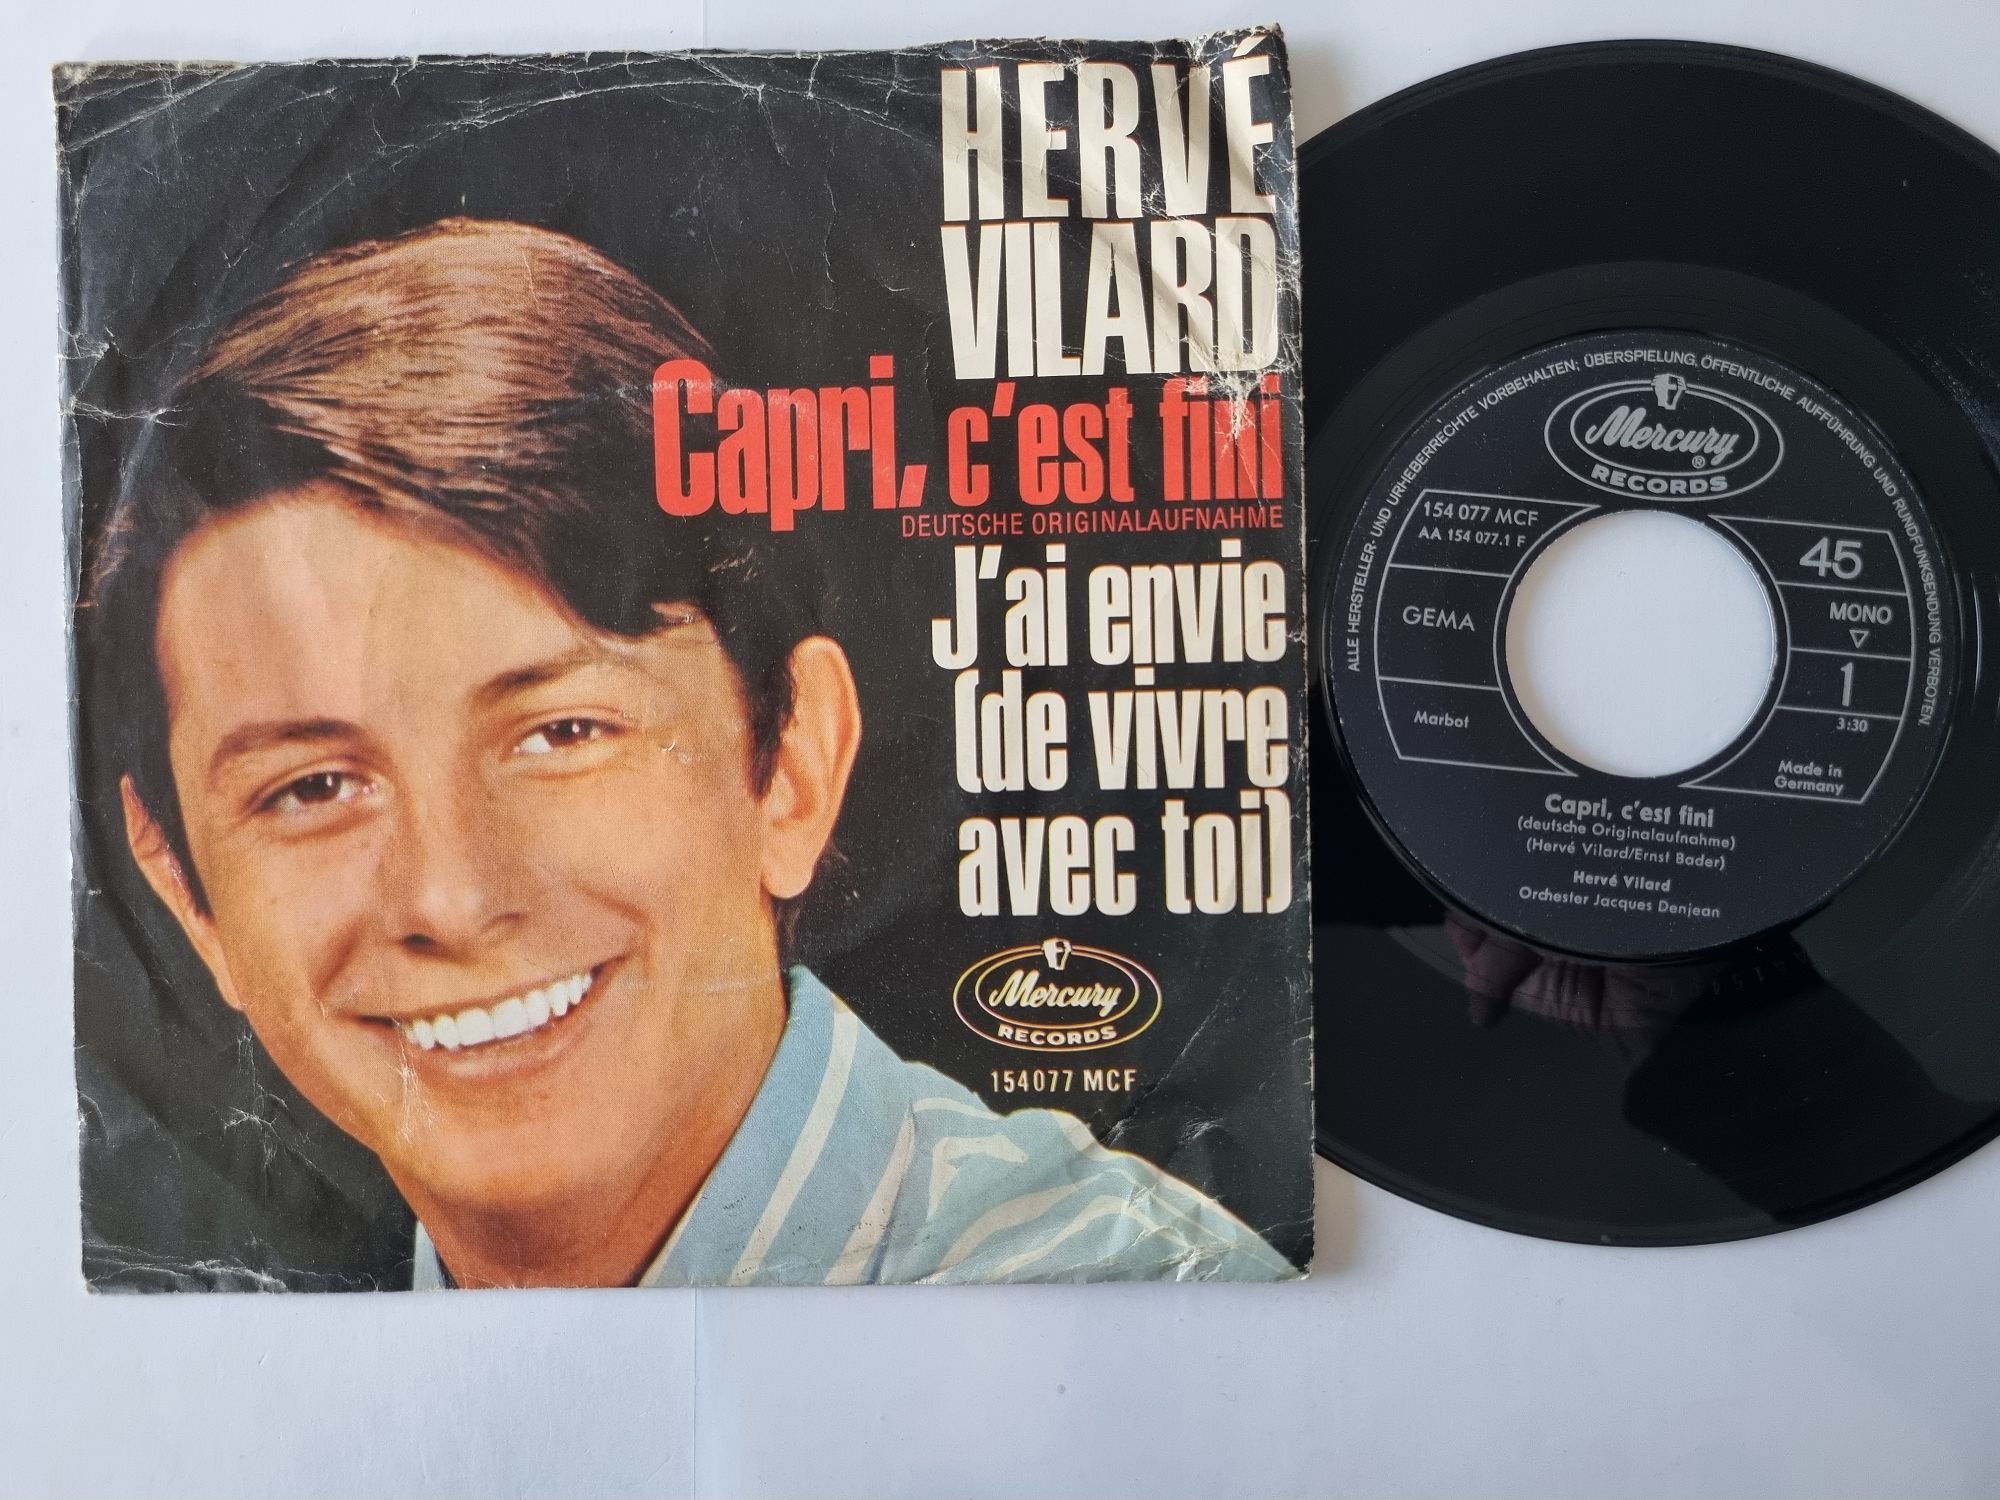 HERVÉ
VILARD
Capri, c'est fini
DEUTSCHE ORIGINALAUFNAHME
J'ai envie
(de vivre
avec toi)
Mercury
RECORDS
154077 MCF
ALLE HERSTELLER- UND URHEBERRECHTE VORBEHALTEN; ÜBERSPIELUNG, ÖFFENTLICHE AUFFÜHRUNG UND RUNDFUNKSENDUNG VERBOTEN.
Mercury ®
RECORDS
154 077 MCF
AA 154 077.1 F
GEMA
Marbot
45
MONO
▽
1
3:30
Made in
Germany
Capri, c'est fini
(deutsche Originalaufnahme)
(Hervé Vilard/Ernst Bader)
Hervé Vilard
Orchester Jacques Denjean